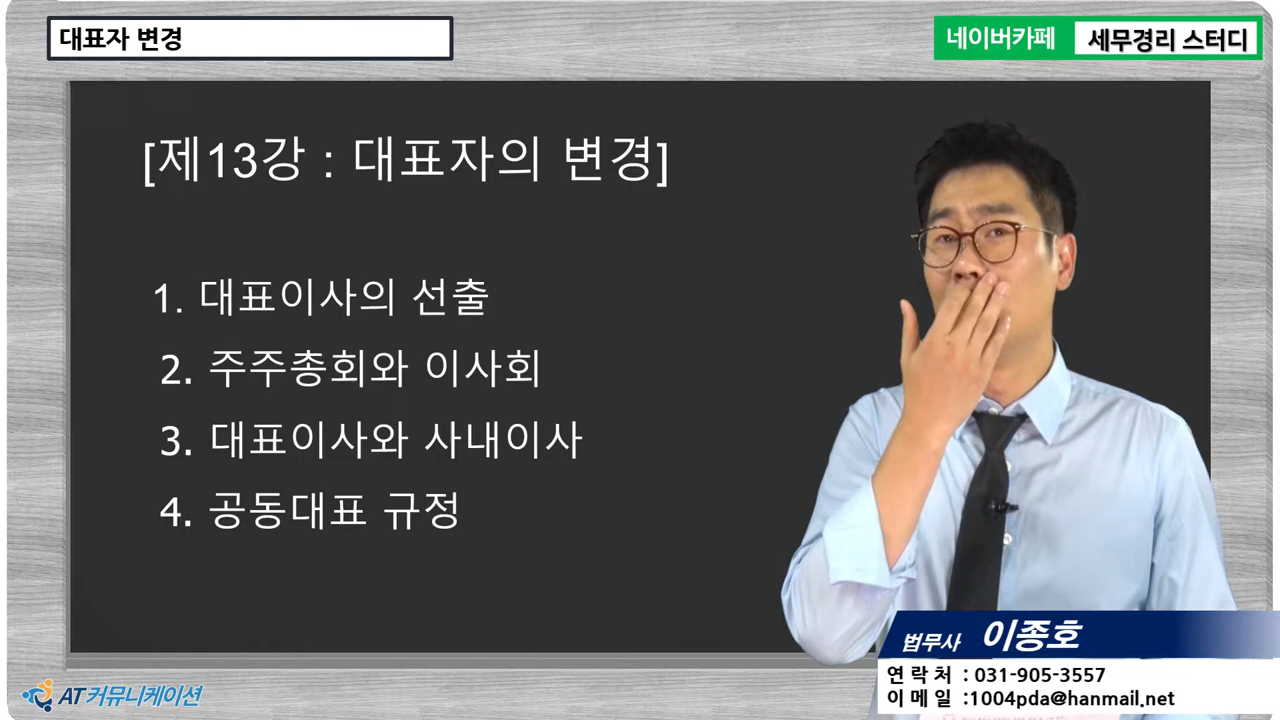 대표자 변경
네이버카페 세무경리 스터디
[제13강 : 대표자의 변경]
1. 대표이사의 선출
2. 주주총회와 이사회
3. 대표이사와 사내이사
4. 공동대표 규정
법무사 이종호
연 락 처 : 031-905-3557
이 메 일 :1004pda@hanmail.net
AT커뮤니케이션